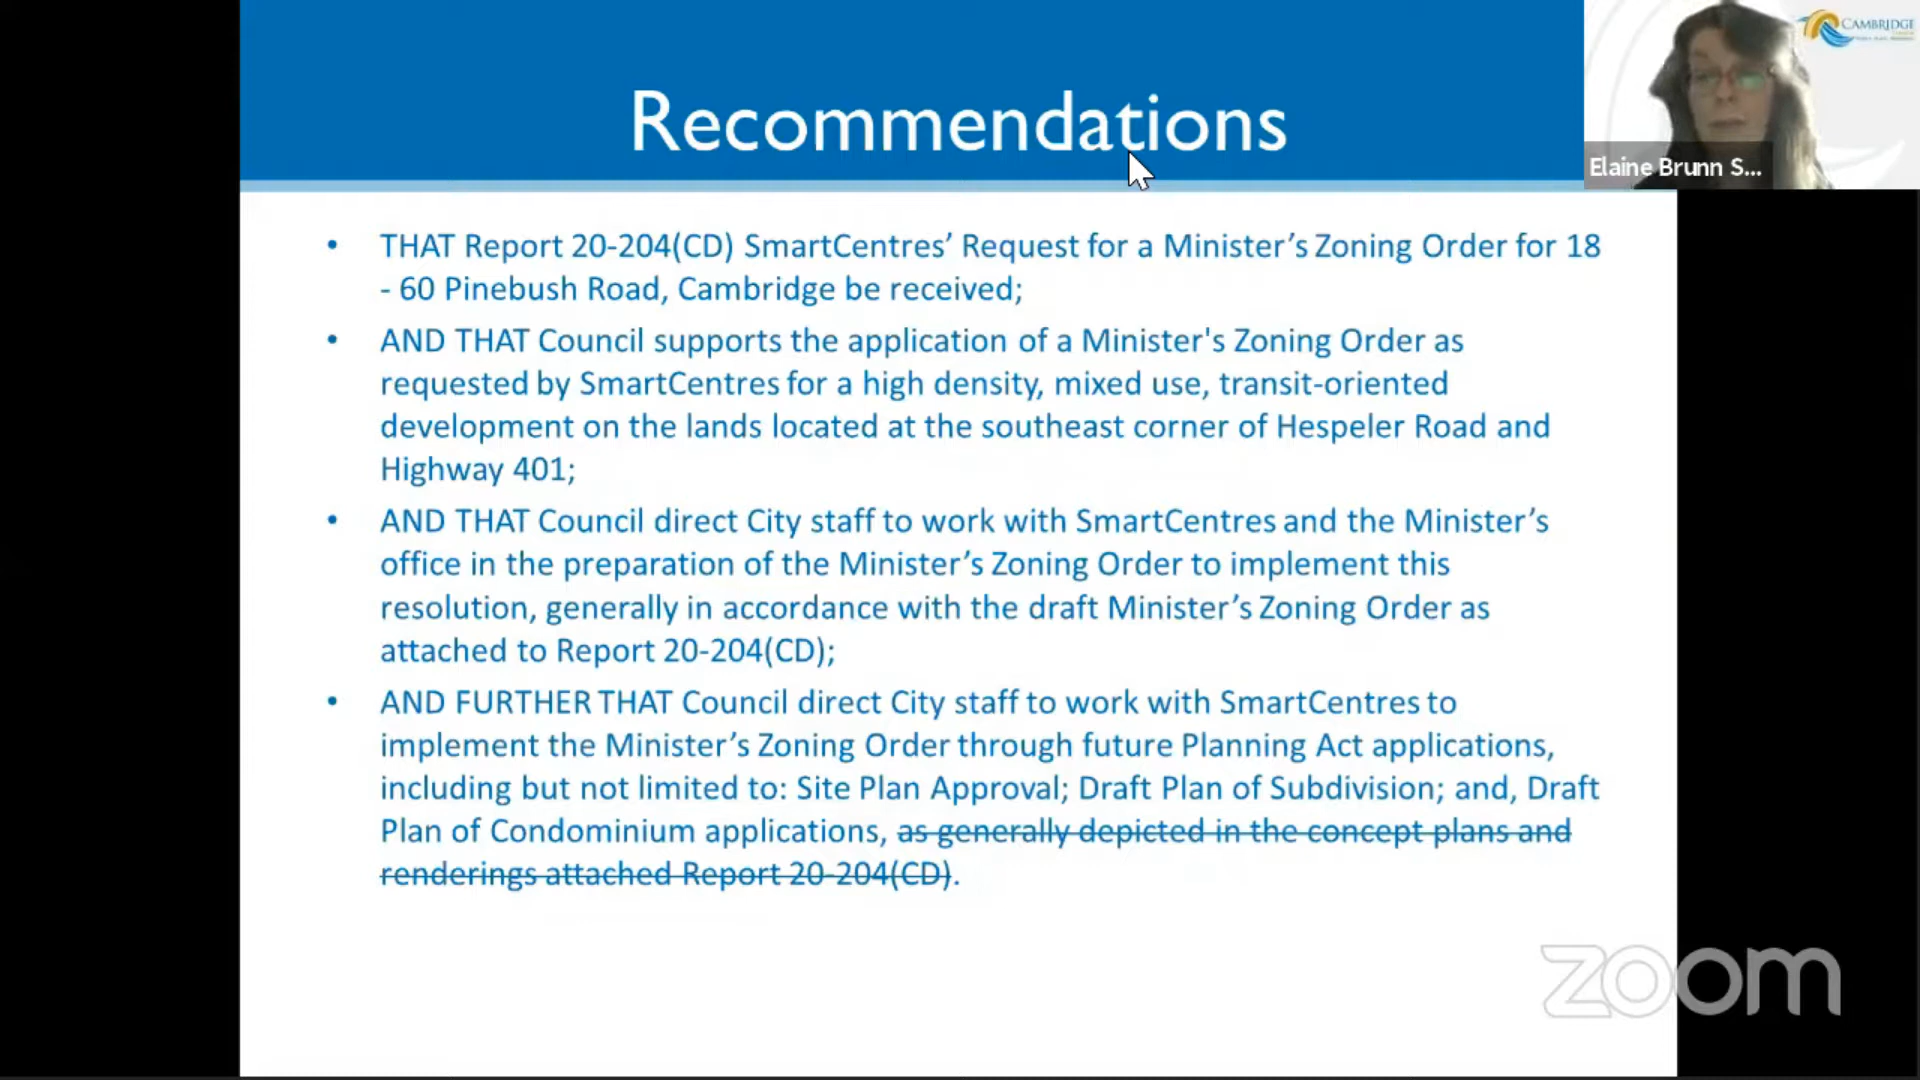 Recommendations
CAMBRIDGE
Elaine Brunn S...
• THAT Report 20-204(CD) SmartCentres’ Request for a Minister’s Zoning Order for 18
- 60 Pinebush Road, Cambridge be received;
• AND THAT Council supports the application of a Minister's Zoning Order as
requested by SmartCentres for a high density, mixed use, transit-oriented
development on the lands located at the southeast corner of Hespeler Road and
Highway 401;
• AND THAT Council direct City staff to work with SmartCentres and the Minister’s
office in the preparation of the Minister’s Zoning Order to implement this
resolution, generally in accordance with the draft Minister’s Zoning Order as
attached to Report 20-204(CD);
• AND FURTHER THAT Council direct City staff to work with SmartCentres to
implement the Minister’s Zoning Order through future Planning Act applications,
including but not limited to: Site Plan Approval; Draft Plan of Subdivision; and, Draft
Plan of Condominium applications, as generally depicted in the concept plans and
renderings attached Report 20-204(CD).
zoom